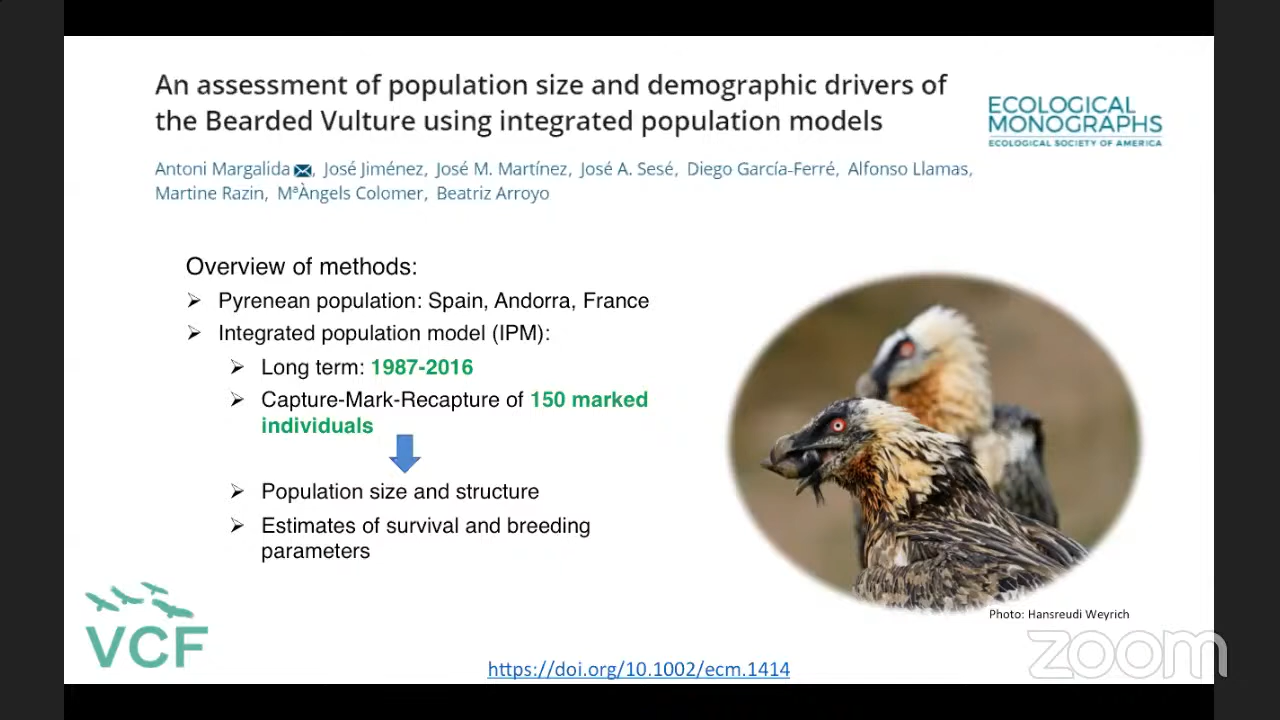 An assessment of population size and demographic drivers of
the Bearded Vulture using integrated population models
ECOLOGICAL
MONOGRAPHS
ECOLOGICAL SOCIETY OF AMERICA
Antoni Margalida, José Jiménez, José M. Martínez, José A. Sesé, Diego García-Ferré, Alfonso Llamas,
Martine Razin, MªÀngels Colomer, Beatriz Arroyo
Overview of methods:
Pyrenean population: Spain, Andorra, France
Integrated population model (IPM):
Long term: 1987-2016
Capture-Mark-Recapture of 150 marked
individuals
Population size and structure
Estimates of survival and breeding
parameters
Photo: Hansreudi Weyrich
VCF
zoom
https://doi.org/10.1002/ecm.1414